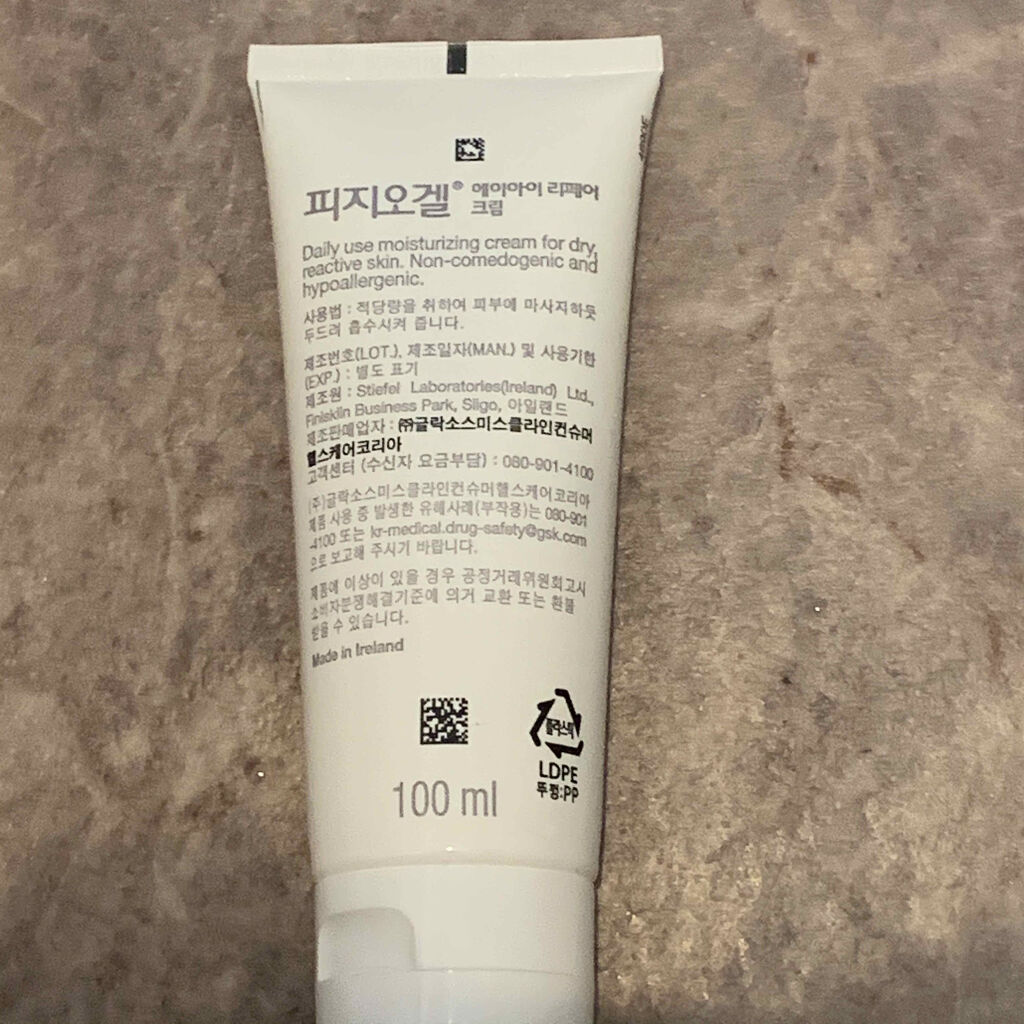 피지오겔® 에이아이 리페어
크림
Daily use moisturizing cream for dry,
reactive skin. Non-comedogenic and
hypoallergenic.
사용법 : 적당량을 취하여 피부에 마사지하듯
두드려 흡수시켜 줍니다.
제조번호(LOT.), 제조일자(MAN.) 및 사용기한
(EXP.) : 별도 표기
제조원 : Stiefel Laboratories(Ireland) Ltd.,
Finisklin Business Park, Sligo, 아일랜드
제조판매업자 : ㈜글락소스미스클라인컨슈머
헬스케어코리아
고객센터 (수신자 요금부담) : 080-901-4100
(주)글락소스미스클라인컨슈머헬스케어코리아
제품 사용 중 발생한 유해사례(부작용)는 080-901
-4100 또는 kr-medical.drug-safety@gsk.com
으로 보고해 주시기 바랍니다.
제품에 이상이 있을 경우 공정거래위원회고시
소비자분쟁해결기준에 의거 교환 또는 환불
받을 수 있습니다.
Made in Ireland
플라스틱
LDPE
뚜껑:PP
100 ml